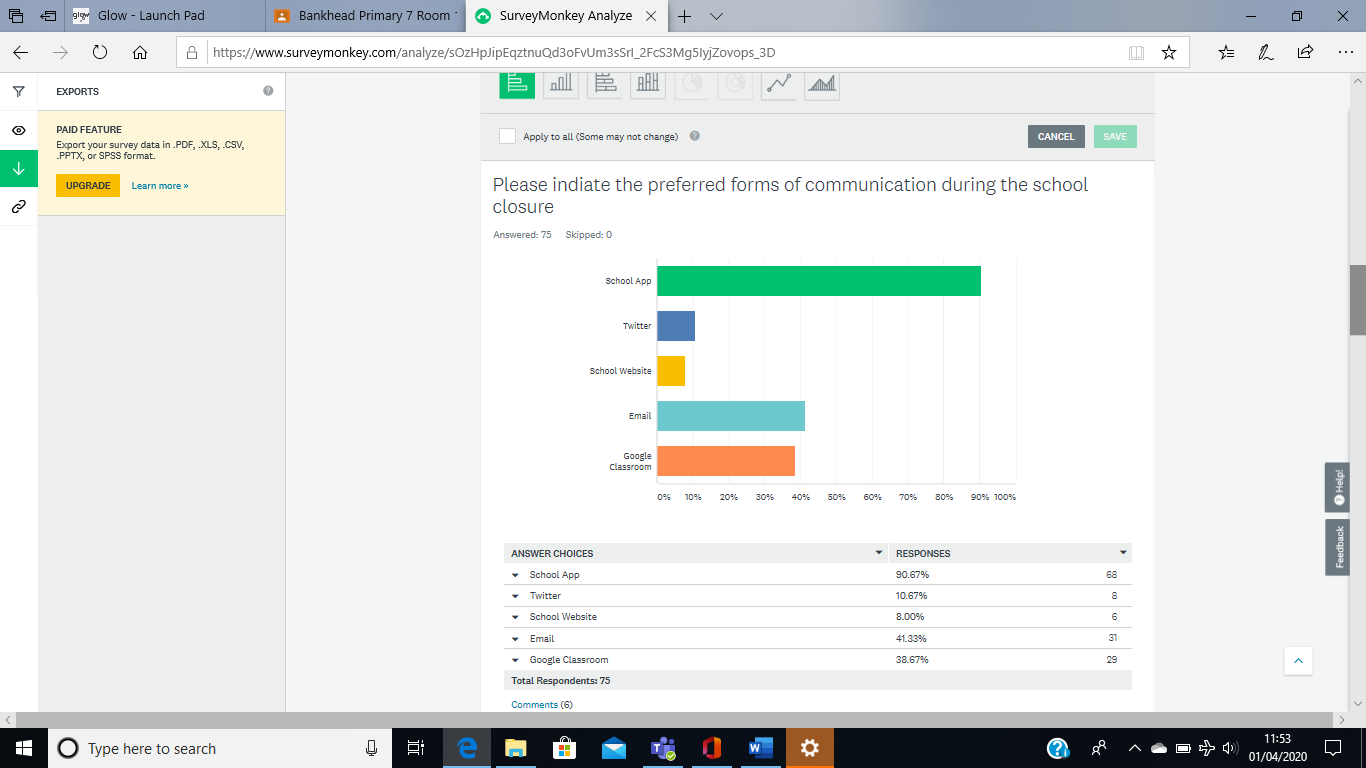 Glow - Launch Pad
Bankhead Primary 7 Room
SurveyMonkey Analyze
https://www.surveymonkey.com/analyze/sOzHpJipEqztnuQd3oFvUm3sSrI_2FcS3Mg5IyjZovops_3D
EXPORTS
PAID FEATURE
Export your survey data in .PDF, .XLS, .CSV,
.PPTX, or SPSS format.
UPGRADE Learn more »
Apply to all (Some may not change)
CANCEL SAVE
Please indiate the preferred forms of communication during the school
closure
Answered: 75 Skipped: 0
School App
Twitter
School Website
Email
Google
Classroom
0% 10% 20% 30% 40% 50% 60% 70% 80% 90% 100%
ANSWER CHOICES RESPONSES
School App 90.67% 68
Twitter 10.67% 8
School Website 8.00% 6
Email 41.33% 31
Google Classroom 38.67% 29
Total Respondents: 75
Comments (6)
Help!
Feedback
Type here to search
11:53
01/04/2020